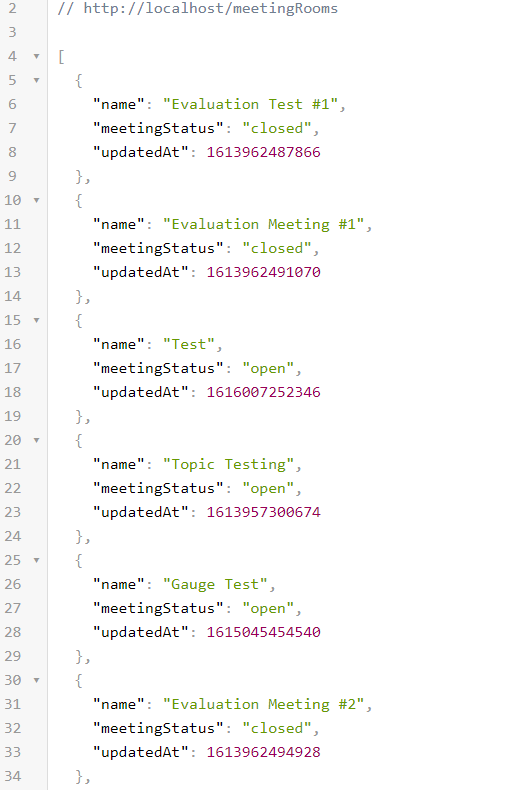 2 // http://localhost/meetingRooms
3
4 [
5 {
6 "name": "Evaluation Test #1",
7 "meetingStatus": "closed",
8 "updatedAt": 1613962487866
9 },
10 {
11 "name": "Evaluation Meeting #1",
12 "meetingStatus": "closed",
13 "updatedAt": 1613962491070
14 },
15 {
16 "name": "Test",
17 "meetingStatus": "open",
18 "updatedAt": 1616007252346
19 },
20 {
21 "name": "Topic Testing",
22 "meetingStatus": "open",
23 "updatedAt": 1613957300674
24 },
25 {
26 "name": "Gauge Test",
27 "meetingStatus": "open",
28 "updatedAt": 1615045454540
29 },
30 {
31 "name": "Evaluation Meeting #2",
32 "meetingStatus": "closed",
33 "updatedAt": 1613962494928
34 },